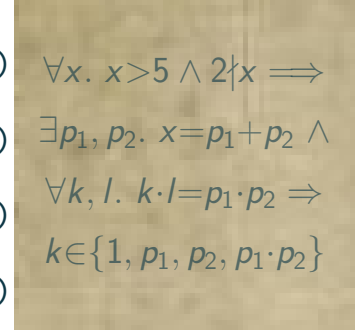 ∀x. x>5 ∧ 2∤x ⟹
∃p₁, p₂. x=p₁+p₂ ∧
∀k, l. k·l=p₁·p₂ ⇒
k∈{1, p₁, p₂, p₁·p₂}